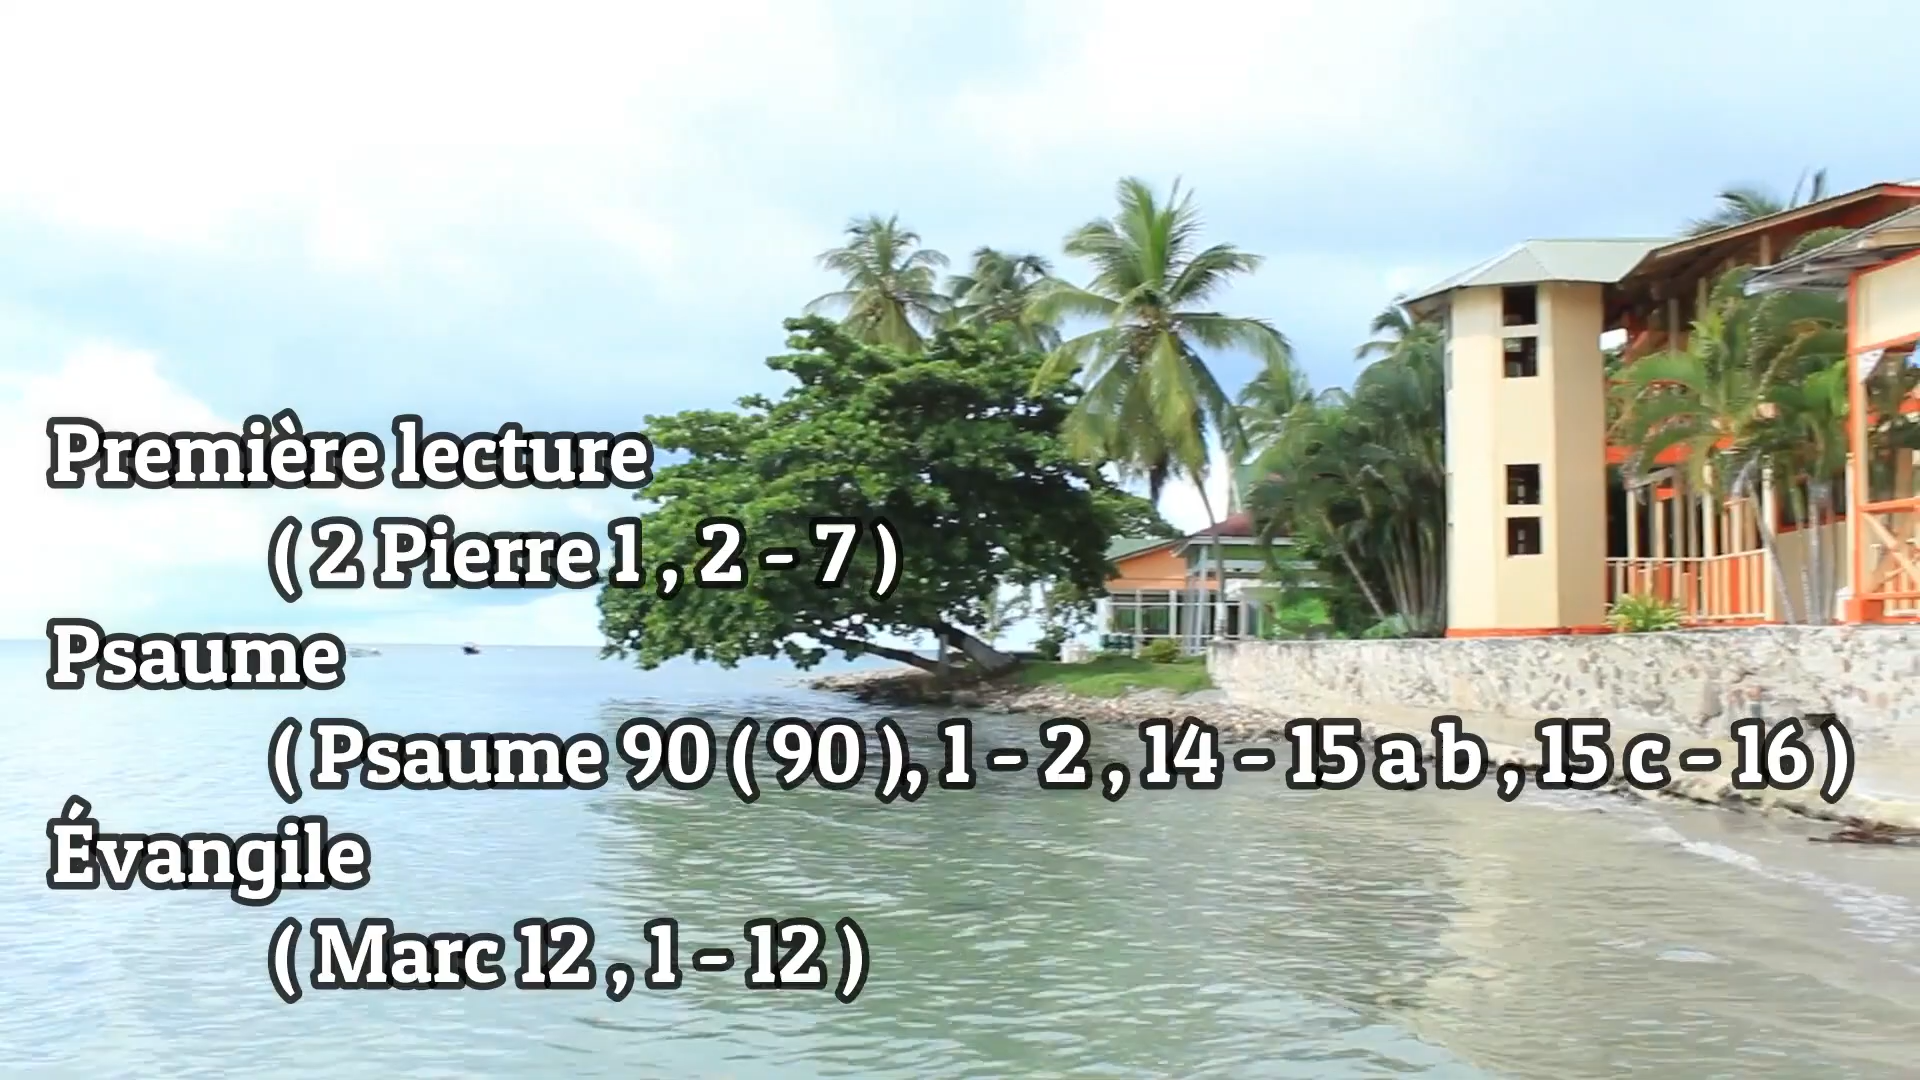 Première lecture
( 2 Pierre 1 , 2 - 7 )
Psaume
( Psaume 90 ( 90 ), 1 - 2 , 14 - 15 a b , 15 c - 16 )
Évangile
( Marc 12 , 1 - 12 )